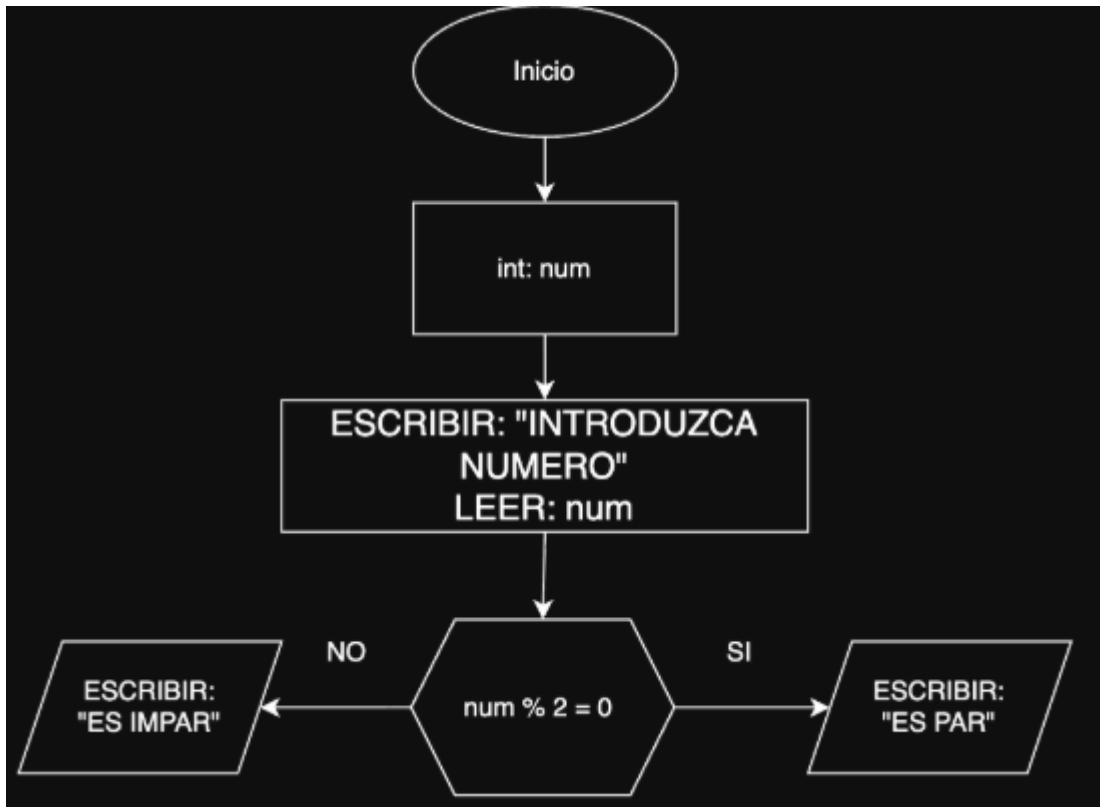 Inicio
int: num
ESCRIBIR: "INTRODUZCA
NUMERO"
LEER: num
NO
SI
ESCRIBIR:
"ES IMPAR"
num % 2 = 0
ESCRIBIR:
"ES PAR"